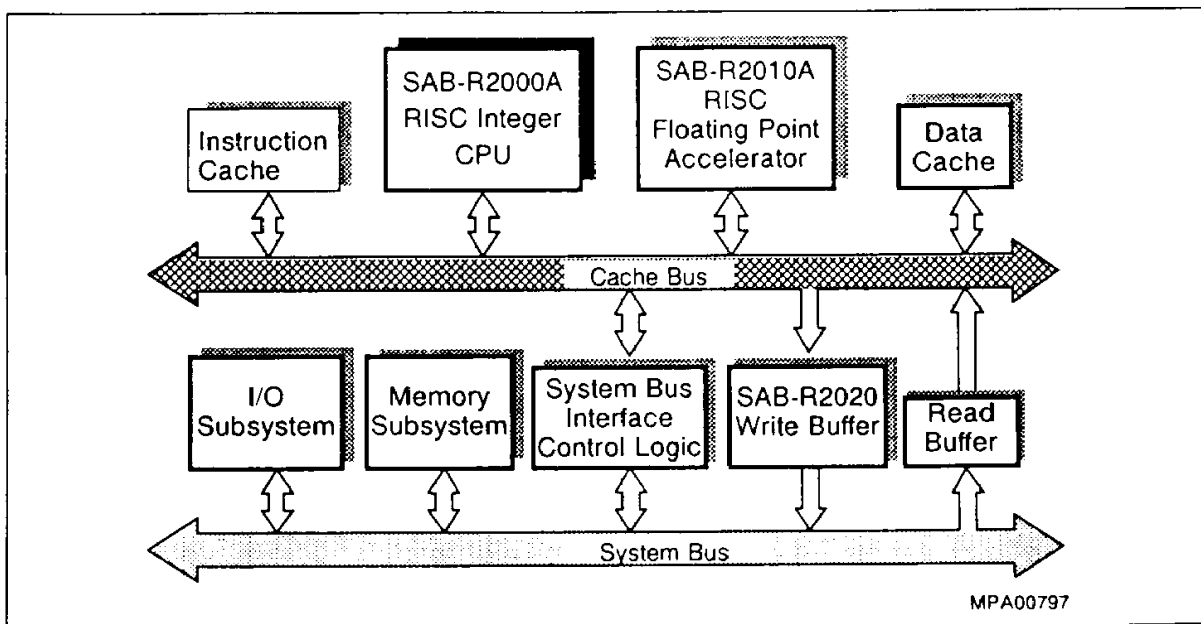 SAB-R2000A
RISC Integer
CPU
SAB-R2010A
RISC
Floating Point
Accelerator
Instruction
Cache
Data
Cache
Cache Bus
I/O
Subsystem
Memory
Subsystem
System Bus
Interface
Control Logic
SAB-R2020
Write Buffer
Read
Buffer
System Bus
MPA00797